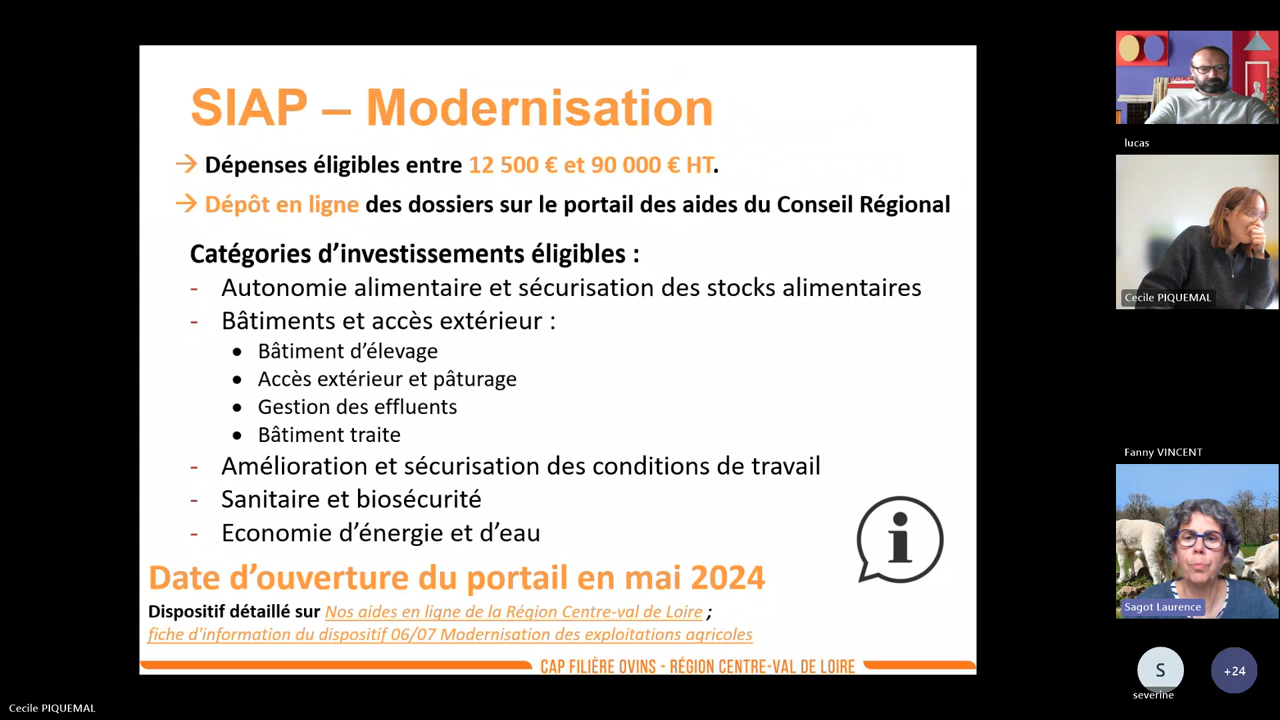 SIAP – Modernisation
→ Dépenses éligibles entre 12 500 € et 90 000 € HT.
→ Dépôt en ligne des dossiers sur le portail des aides du Conseil Régional
Catégories d’investissements éligibles :
- Autonomie alimentaire et sécurisation des stocks alimentaires
- Bâtiments et accès extérieur :
• Bâtiment d’élevage
• Accès extérieur et pâturage
• Gestion des effluents
• Bâtiment traite
- Amélioration et sécurisation des conditions de travail
- Sanitaire et biosécurité
- Economie d’énergie et d’eau
i
Date d’ouverture du portail en mai 2024
Dispositif détaillé sur Nos aides en ligne de la Région Centre-val de Loire ;
fiche d'information du dispositif 06/07 Modernisation des exploitations agricoles
CAP FILIÈRE OVINS - RÉGION CENTRE-VAL DE LOIRE
lucas
Cecile PIQUEMAL
Fanny VINCENT
Sagot Laurence
S
+24
severine
Cecile PIQUEMAL